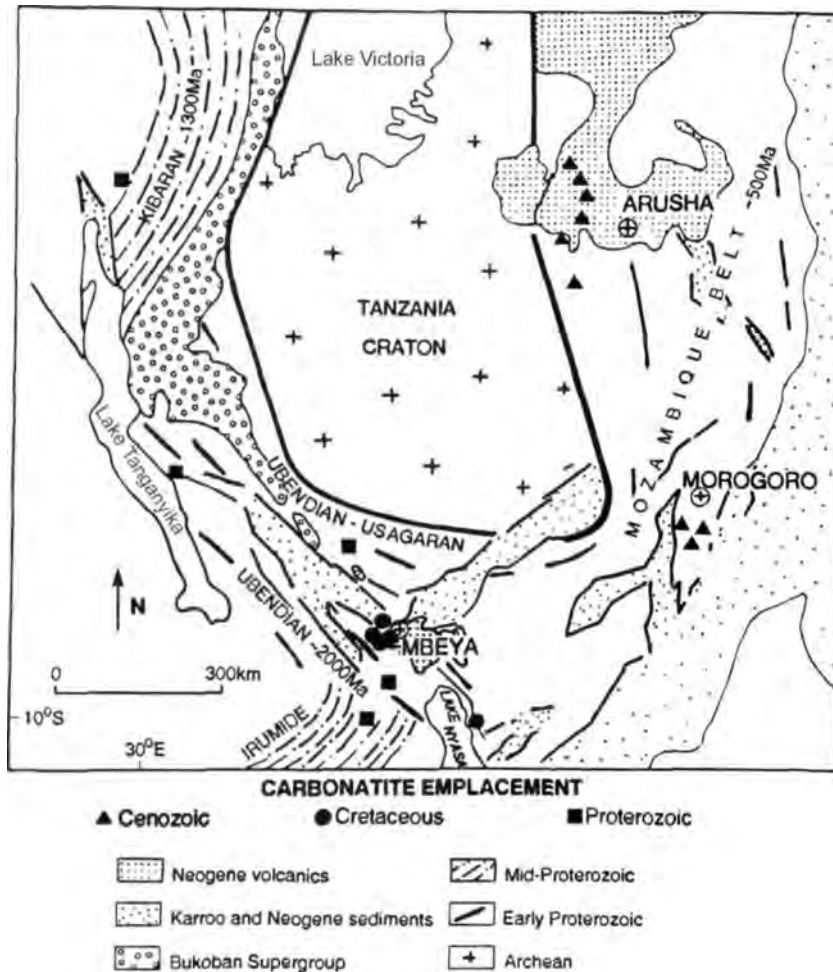 Lake Victoria
KIBARAN ~1300Ma
ARUSHA
MOZAMBIQUE BELT ~500Ma
TANZANIA
CRATON
Lake Tanganyika
UBENDIAN - USAGARAN
MOROGORO
N
UBENDIAN ~2000Ma
MBEYA
0 300km
LAKE NYASA
10°S
IRUMIDE
30°E
CARBONATITE EMPLACEMENT
Cenozoic Cretaceous Proterozoic
Neogene volcanics Mid-Proterozoic
Karroo and Neogene sediments Early Proterozoic
Bukoban Supergroup Archean